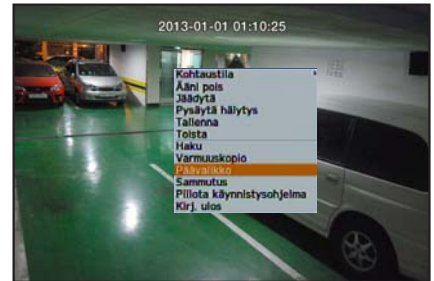 2013-01-01 01:10:25
Kohtaustila
Ääni pois
Jäädytä
Pysäytä hälytys
Tallenna
Toista
Haku
Varmuuskopio
Päävalikko
Sammutus
Piilota käynnistysohjelma
Kirj. ulos